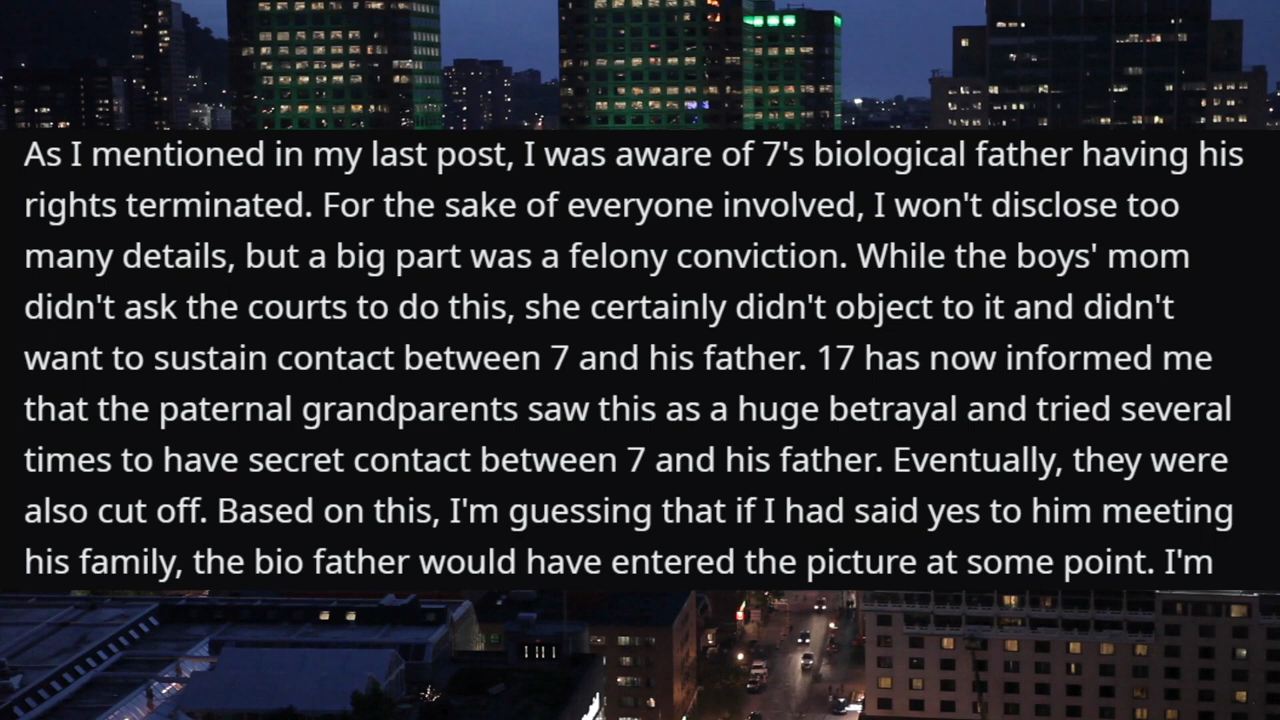 As I mentioned in my last post, I was aware of 7's biological father having his
rights terminated. For the sake of everyone involved, I won't disclose too
many details, but a big part was a felony conviction. While the boys' mom
didn't ask the courts to do this, she certainly didn't object to it and didn't
want to sustain contact between 7 and his father. 17 has now informed me
that the paternal grandparents saw this as a huge betrayal and tried several
times to have secret contact between 7 and his father. Eventually, they were
also cut off. Based on this, I'm guessing that if I had said yes to him meeting
his family, the bio father would have entered the picture at some point. I'm